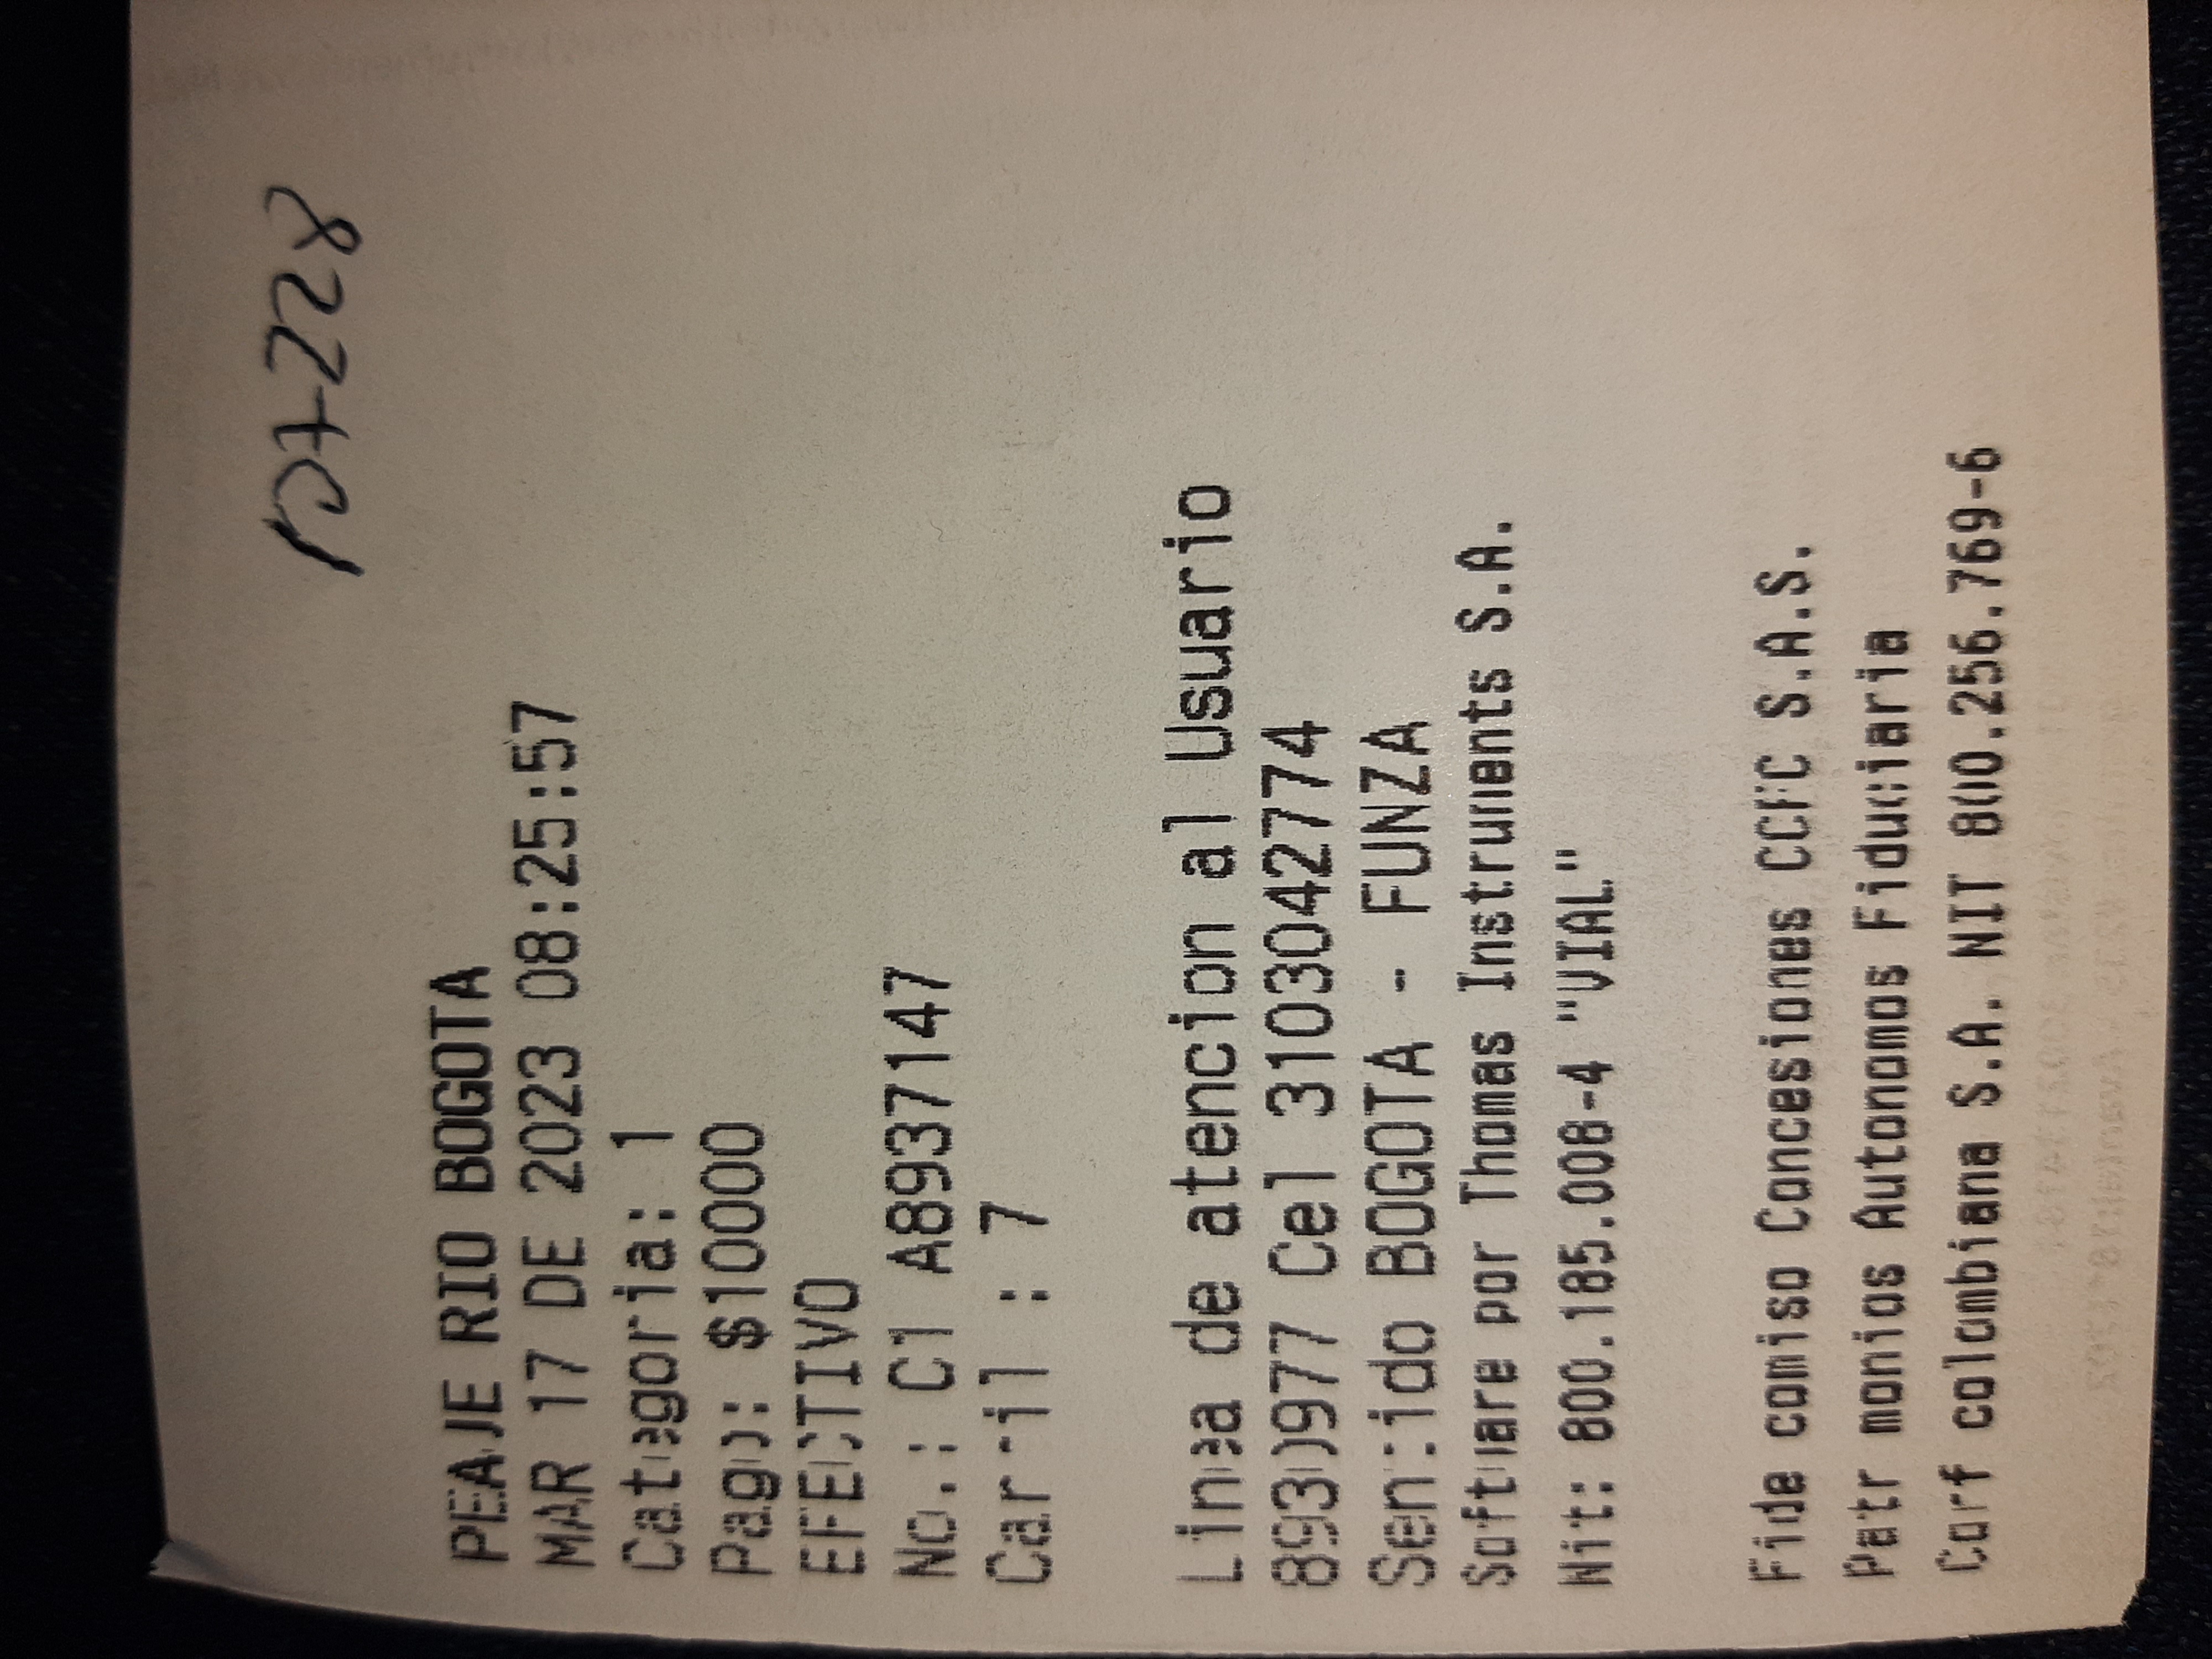 PEAJE RIO BOGOTA
MAR 17 DE 2023 08:25:57
Categoria: 1
Pago: $10000
EFECTIVO
No.: C1 A8937147
Carril : 7
Linea de atencion al Usuario
8930977 Cel 3103042774
Sentido BOGOTA - FUNZA
Software por Thomas Instruments S.A.
Nit: 800.185.008-4 "VIAL"
Fide comiso Concesiones CCFC S.A.S.
Patr monios Autonomos Fiduciaria
Corf colombiana S.A. NIT 800.256.769-6